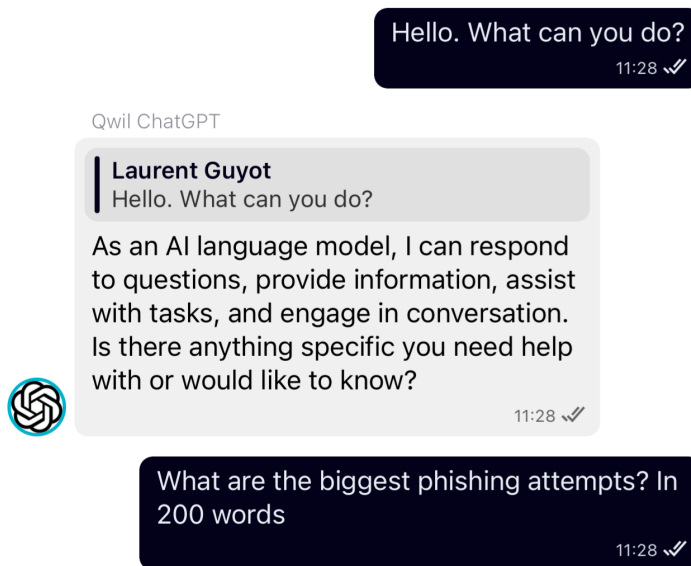 Hello. What can you do?
11:28
Qwil ChatGPT
Laurent Guyot
Hello. What can you do?
As an AI language model, I can respond
to questions, provide information, assist
with tasks, and engage in conversation.
Is there anything specific you need help
with or would like to know?
11:28
What are the biggest phishing attempts? In
200 words
11:28